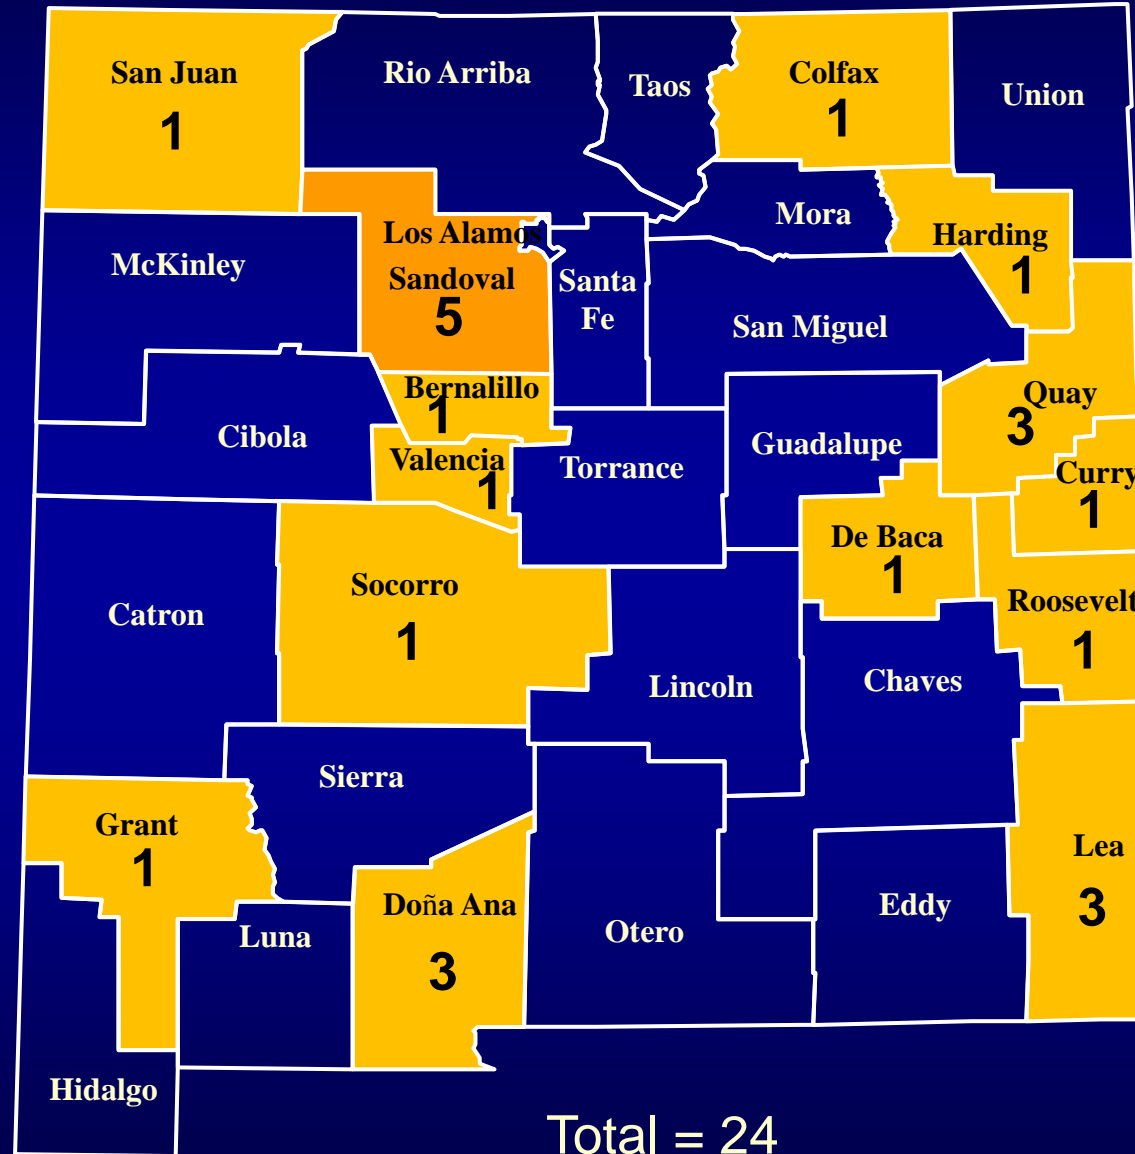 San Juan
1
Rio Arriba
Taos
Colfax
1
Union
Mora
Los Alamos
Harding
1
McKinley
Sandoval
5
Santa
Fe
San Miguel
Bernalillo
1
Quay
3
Cibola
Valencia
1
Torrance
Guadalupe
Curry
1
De Baca
1
Socorro
1
Catron
Roosevelt
1
Lincoln
Chaves
Sierra
Grant
1
Lea
3
Doña Ana
3
Luna
Otero
Eddy
Hidalgo
Total = 24